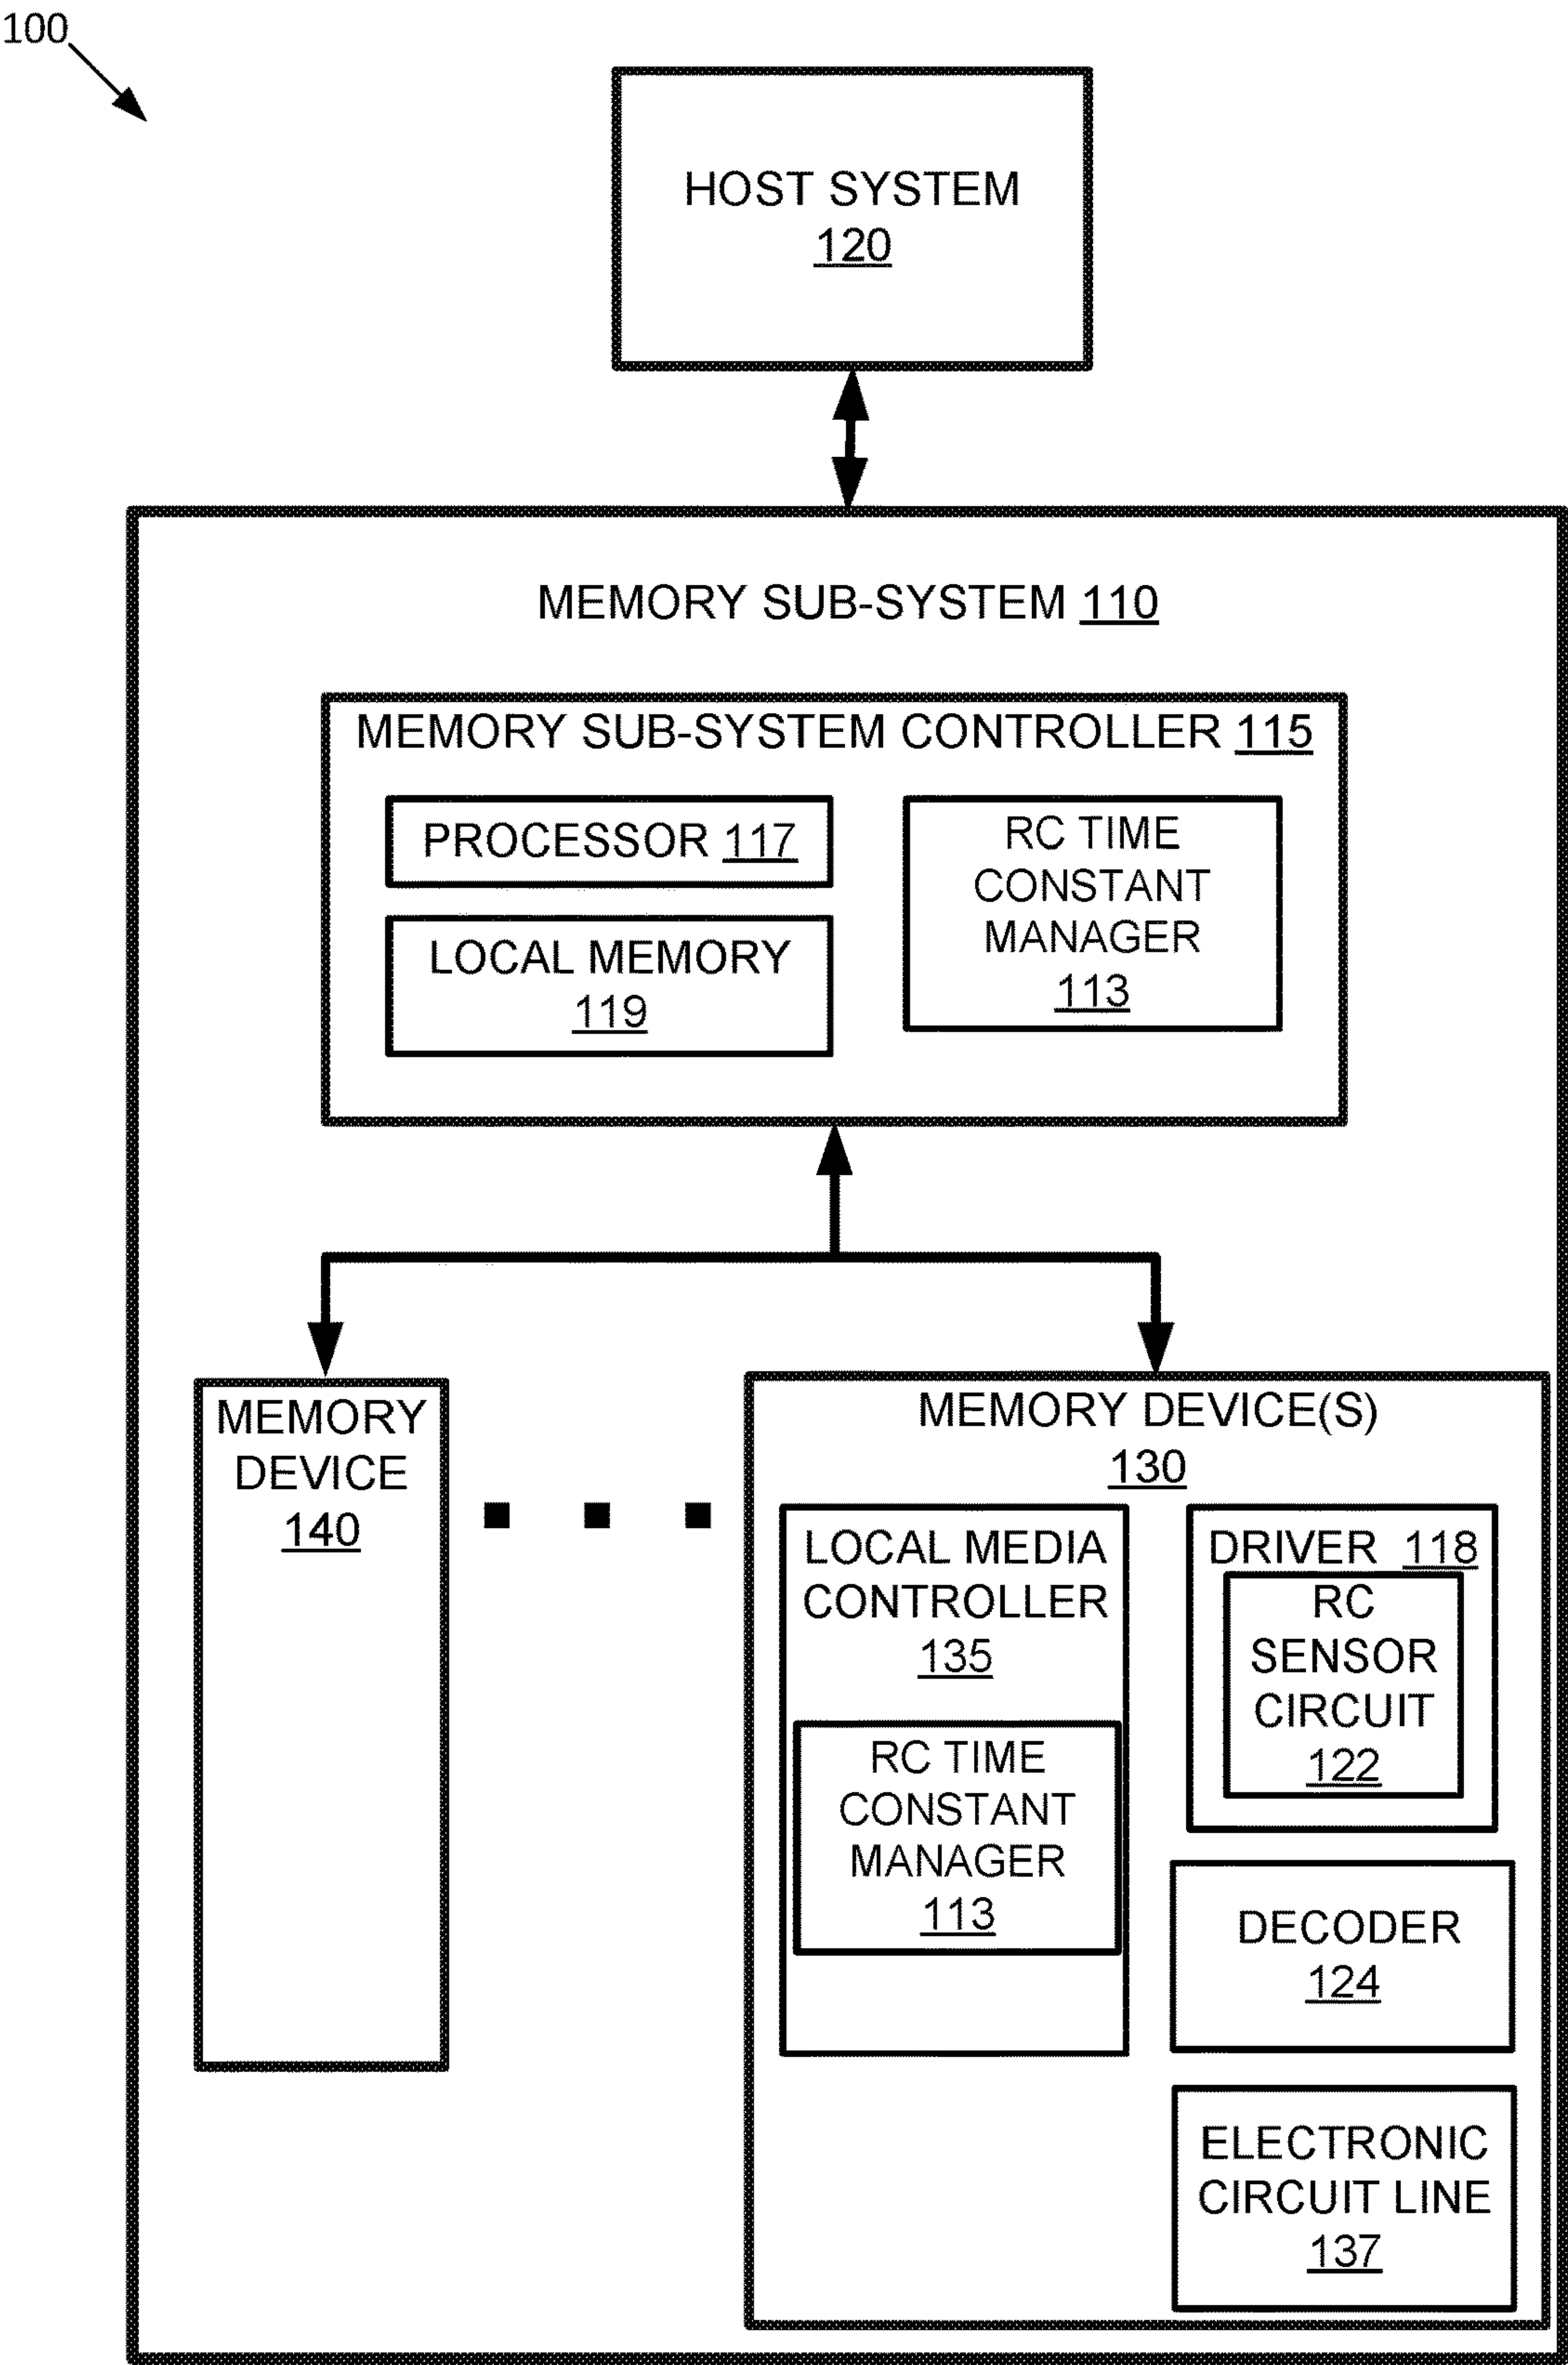 100
HOST SYSTEM
120
MEMORY SUB-SYSTEM 110
MEMORY SUB-SYSTEM CONTROLLER 115
PROCESSOR 117
LOCAL MEMORY
119
RC TIME
CONSTANT
MANAGER
113
MEMORY
DEVICE
140
MEMORY DEVICE(S)
130
LOCAL MEDIA
CONTROLLER
135
RC TIME
CONSTANT
MANAGER
113
DRIVER 118
RC
SENSOR
CIRCUIT
122
DECODER
124
ELECTRONIC
CIRCUIT LINE
137